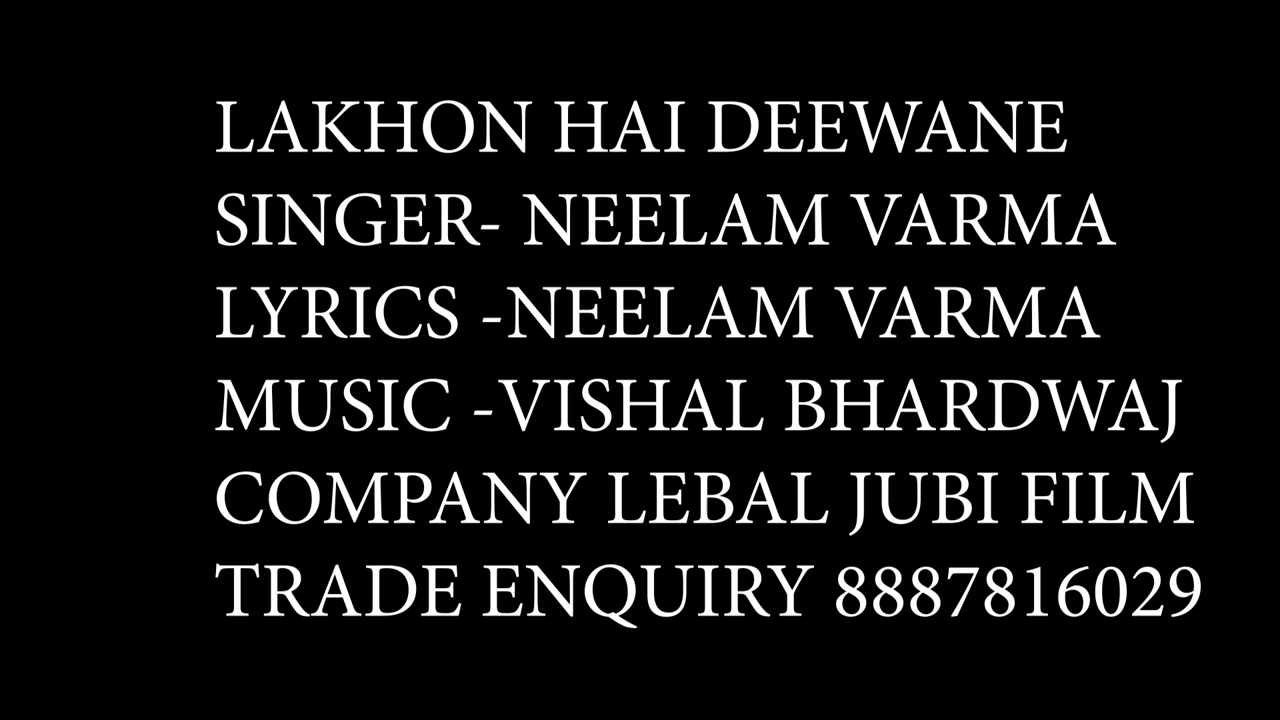 LAKHON HAI DEEWANE
SINGER- NEELAM VARMA
LYRICS -NEELAM VARMA
MUSIC -VISHAL BHARDWAJ
COMPANY LEBAL JUBI FILM
TRADE ENQUIRY 8887816029